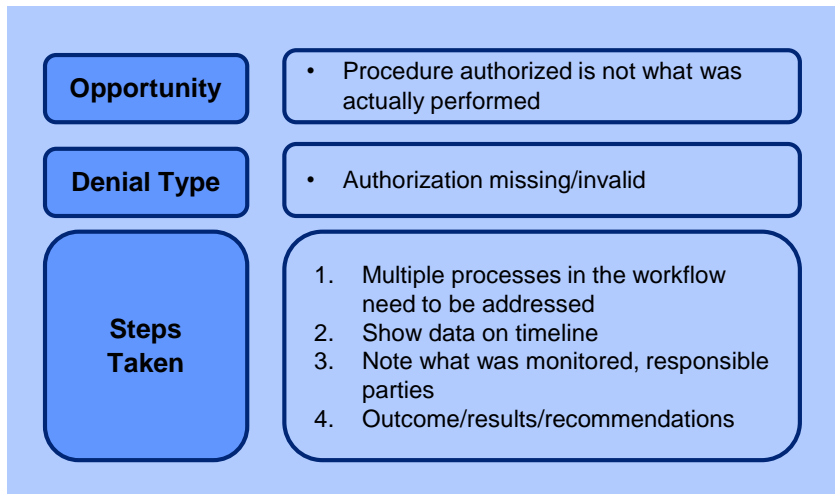 Opportunity
• Procedure authorized is not what was
actually performed
Denial Type
• Authorization missing/invalid
Steps
Taken
1. Multiple processes in the workflow
need to be addressed
2. Show data on timeline
3. Note what was monitored, responsible
parties
4. Outcome/results/recommendations